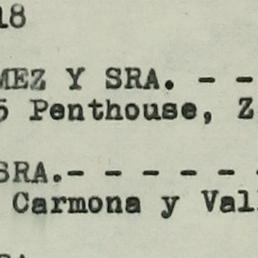 18
MEZ Y SRA. - -
5 Penthouse, Z
SRA.- - - - - -
Carmona y Val